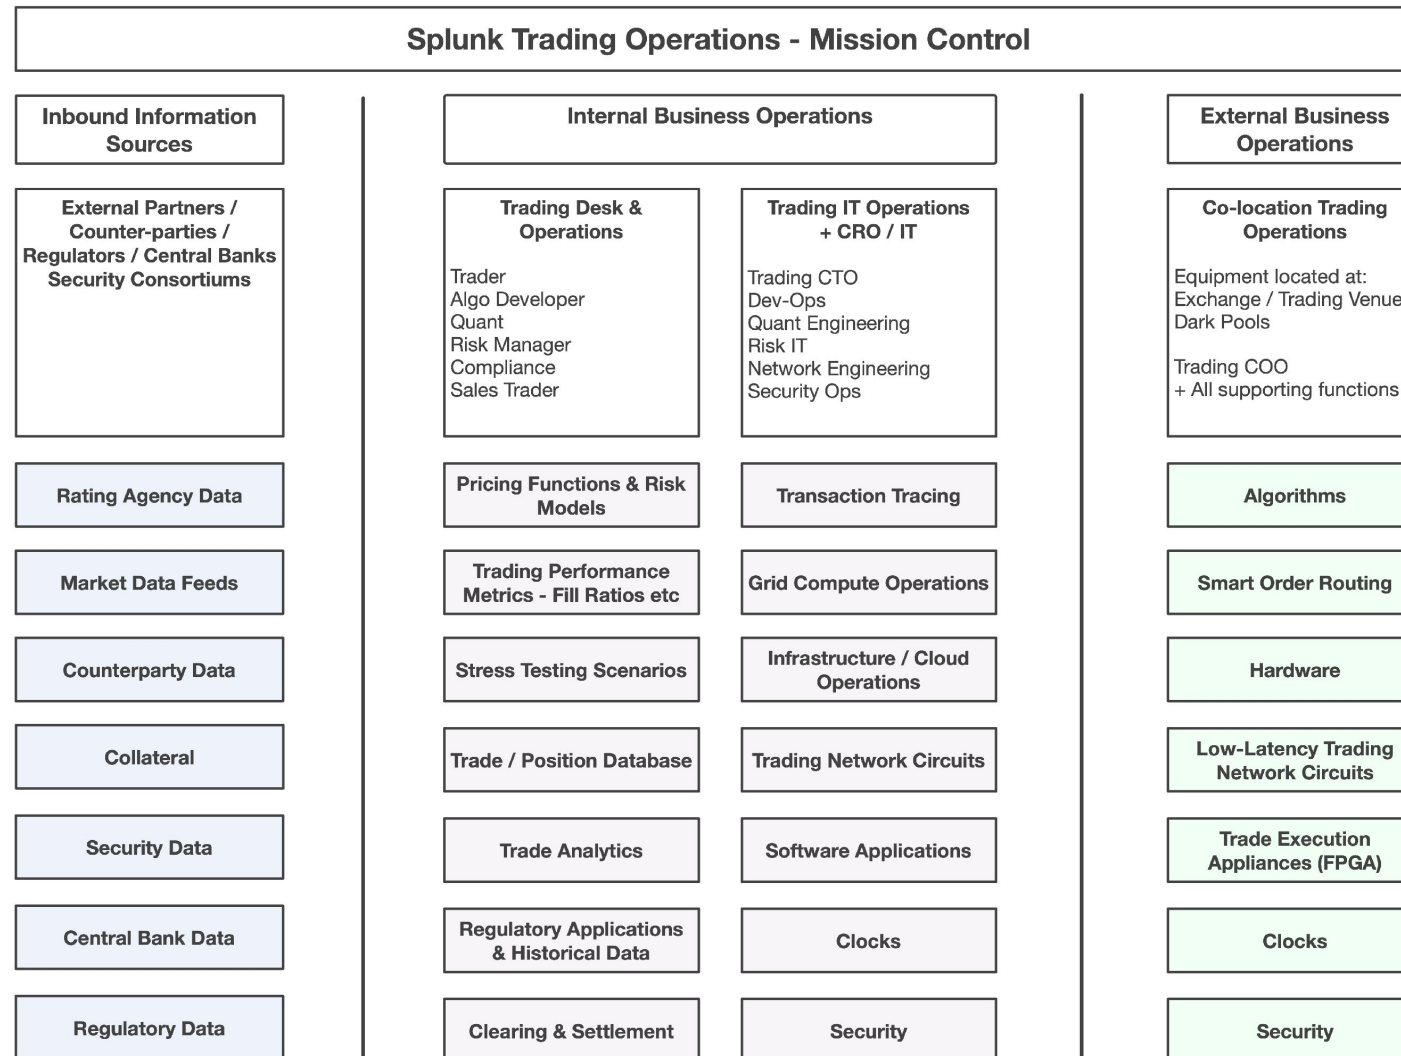 Splunk Trading Operations - Mission Control
Inbound Information
Sources
External Partners /
Counter-parties /
Regulators / Central Banks
Security Consortiums
Rating Agency Data
Market Data Feeds
Counterparty Data
Collateral
Security Data
Central Bank Data
Regulatory Data
Internal Business Operations
Trading Desk &
Operations
Trader
Algo Developer
Quant
Risk Manager
Compliance
Sales Trader
Pricing Functions & Risk
Models
Trading Performance
Metrics - Fill Ratios etc
Stress Testing Scenarios
Trade / Position Database
Trade Analytics
Regulatory Applications
& Historical Data
Clearing & Settlement
Trading IT Operations
+ CRO / IT
Trading CTO
Dev-Ops
Quant Engineering
Risk IT
Network Engineering
Security Ops
Transaction Tracing
Grid Compute Operations
Infrastructure / Cloud
Operations
Trading Network Circuits
Software Applications
Clocks
Security
External Business
Operations
Co-location Trading
Operations
Equipment located at:
Exchange / Trading Venue
Dark Pools
Trading COO
+ All supporting functions
Algorithms
Smart Order Routing
Hardware
Low-Latency Trading
Network Circuits
Trade Execution
Appliances (FPGA)
Clocks
Security